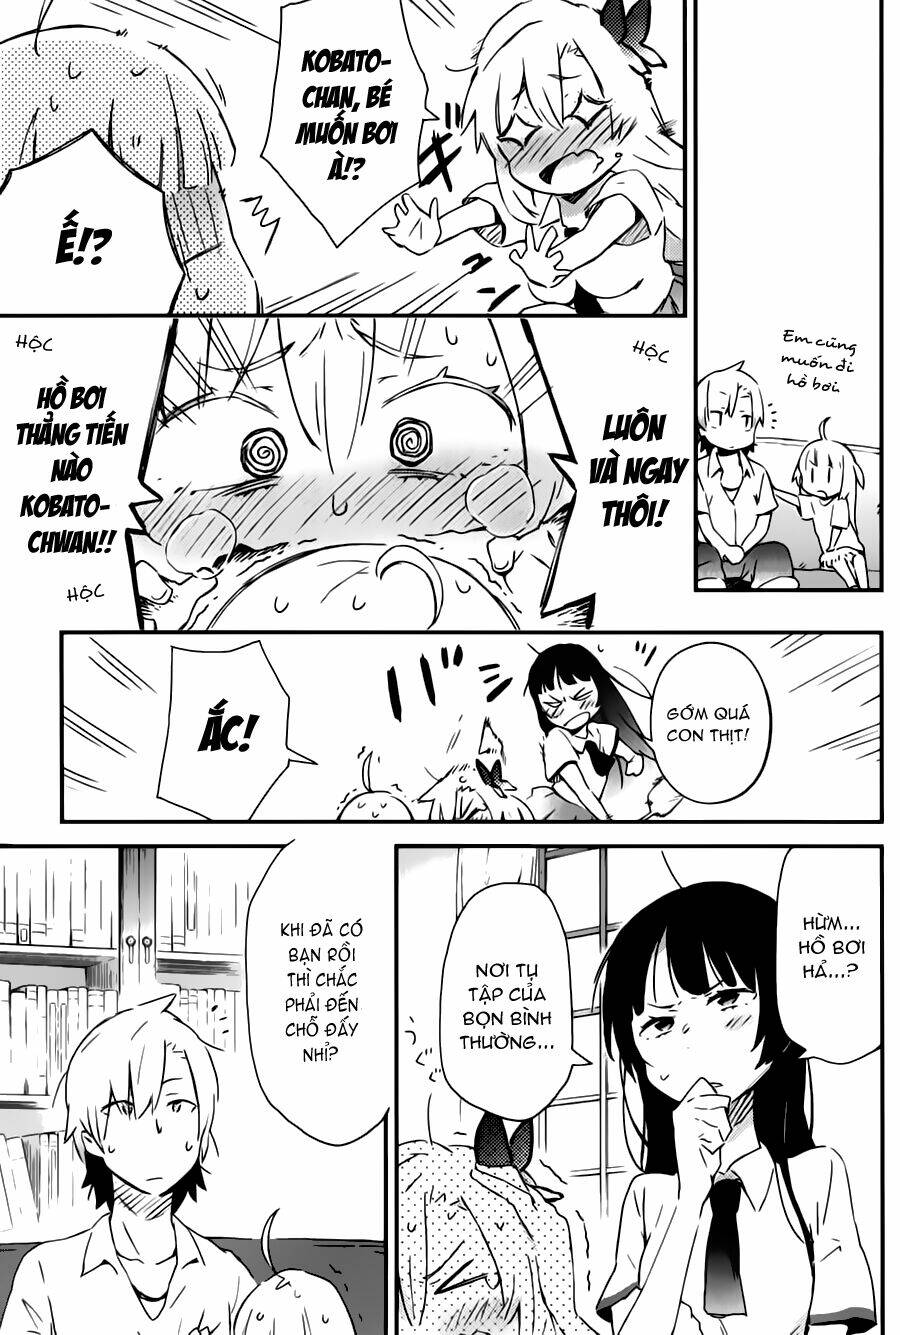 Em cũng
muốn đi
hồ bơi
KOBATO-
CHAN, BÉ
MUỐN BƠI
À!?
Ế!?
HỘC
LUÔN
VÀ NGAY
THÔI!
HỘC
HỒ BƠI
THẲNG TIẾN
NÀO
KOBATO-
CHWAN!!
HỘC
GỚM QUÁ
CON THỊT!
ẮC!
HỪM...
HỒ BƠI
HẢ...?
NƠI TỤ
TẬP CỦA
BỌN BÌNH
THƯỜNG...
KHI ĐÃ CÓ
BẠN RỒI
THÌ CHẮC
PHẢI ĐẾN
CHỖ ĐẤY
NHỈ?